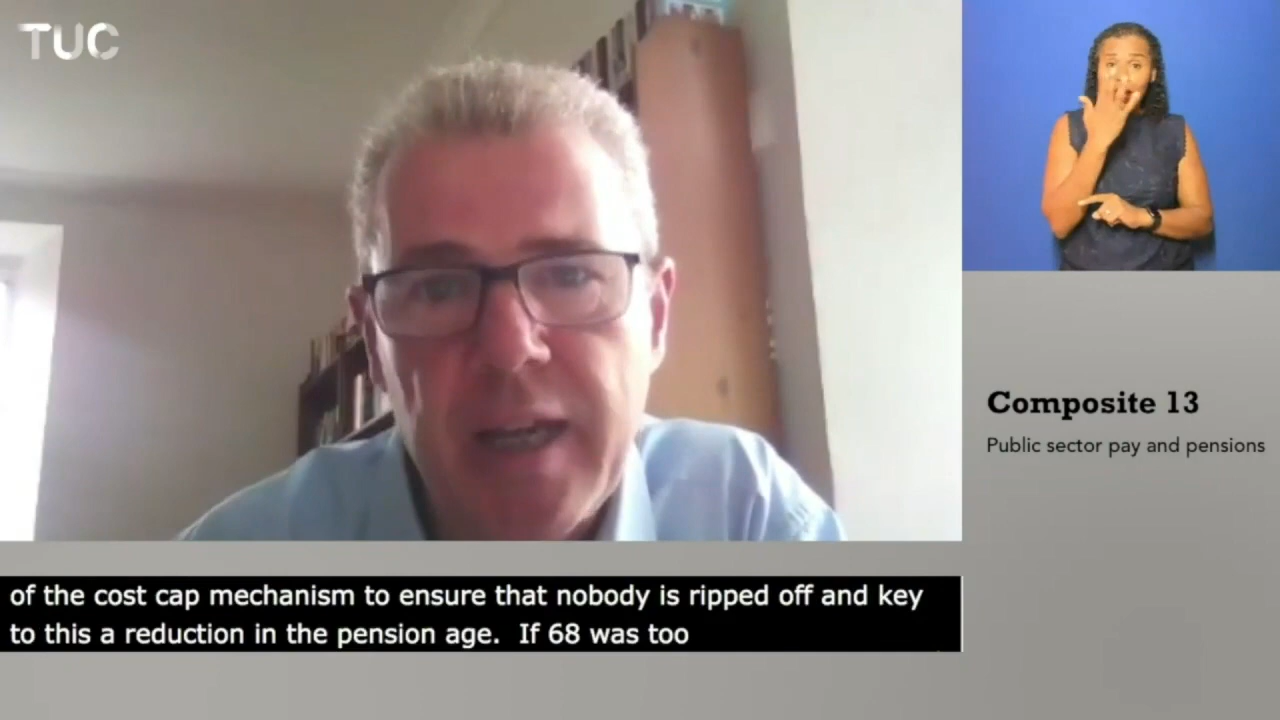 TUC
Composite 13
Public sector pay and pensions
of the cost cap mechanism to ensure that nobody is ripped off and key
to this a reduction in the pension age.  If 68 was too